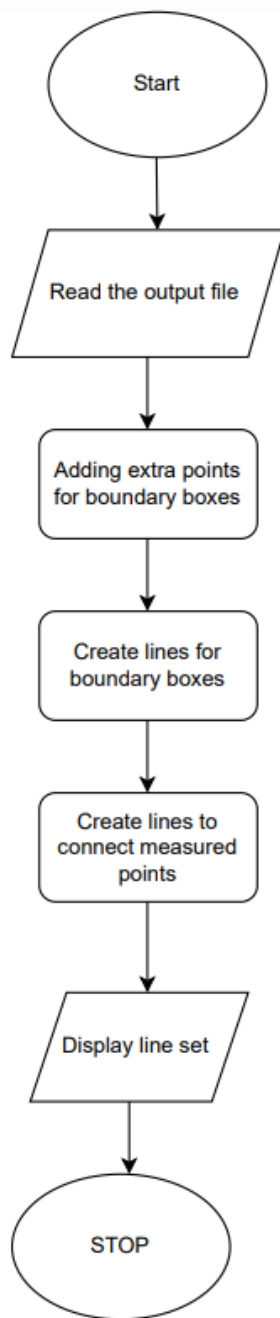 Start
Read the output file
Adding extra points
for boundary boxes
Create lines for
boundary boxes
Create lines to
connect measured
points
Display line set
STOP